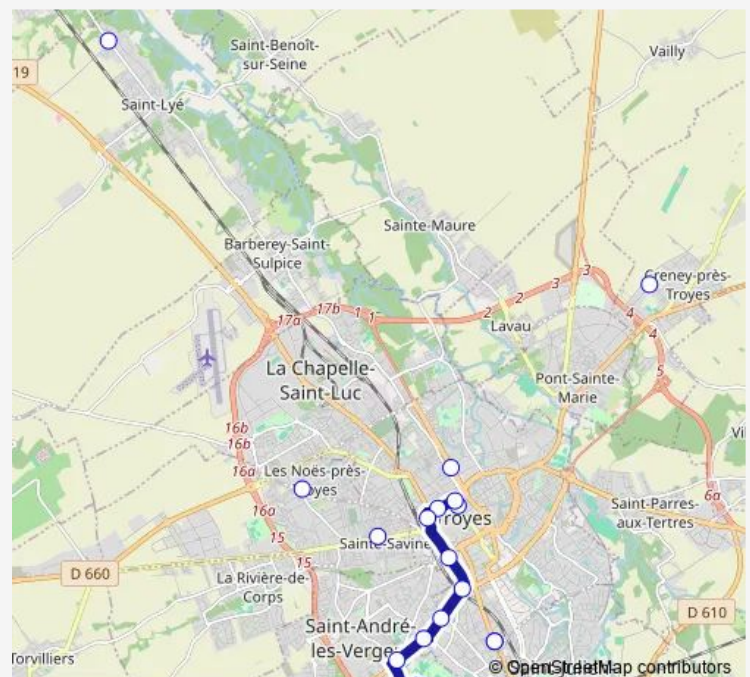 Saint-Benoît-
sur-Seine
Vailly
19
Saint-Lyé
Sainte-Maure
Barberey-Saint-
Sulpice
Creney-près-
Troyes
3
3
2
2
17b
1
1
17a
4
4
Lavau
La Chapelle-
Saint-Luc
5
Pont-Sainte-
Marie
16b
16b
16a
Les Noës-près-
6a
16a
Saint-Parres-
aux-Tertres
Troyes
15
Sainte-Savine
15
D 660
La Rivière-de-
Corps
D 610
Saint-André-
les-Vergers
Torvilliers
© OpenStreetMap contributors